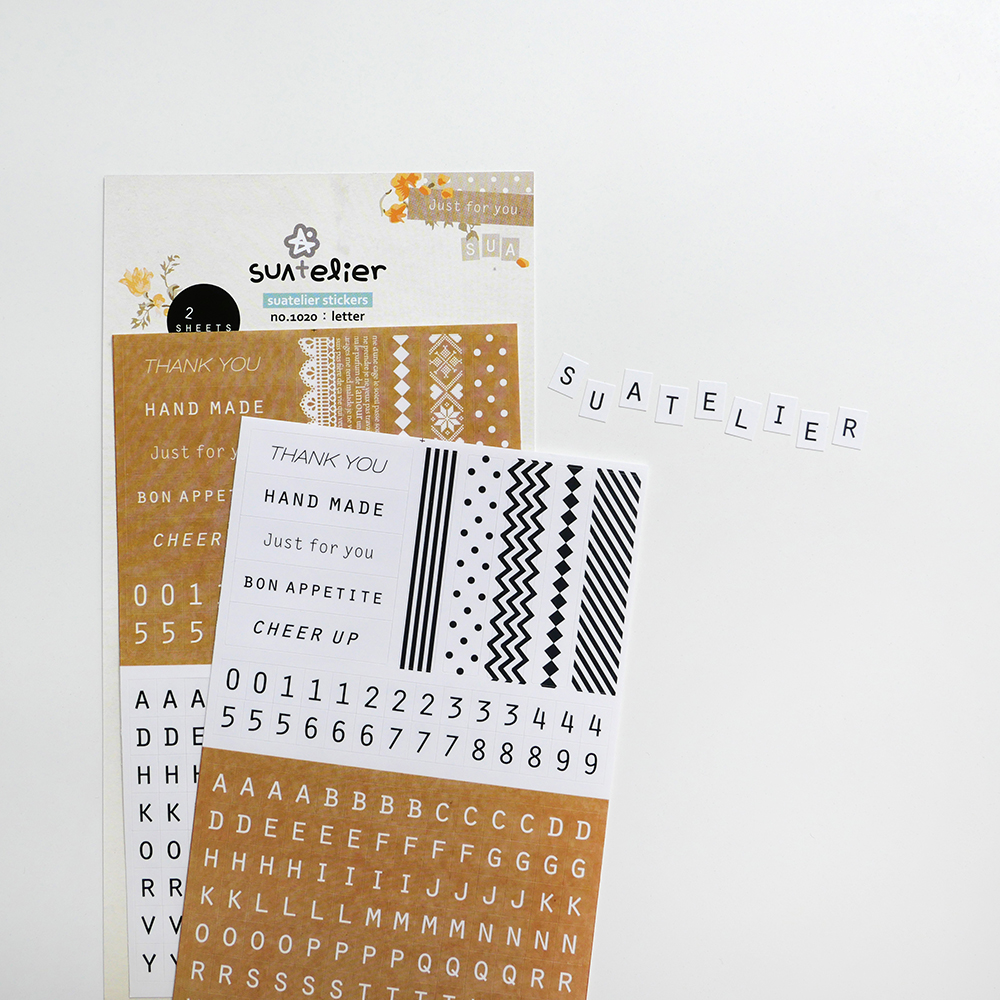 Just for you
SUA
suatelier
suatelier stickers
no.1020 : letter
2
SHEETS
THANK YOU
HAND MADE
Just for y
BON APPET
CHEER
0 0 1 1
5 5 5
A A A
D D E
H H H
K K
O O
R R
V V
Y Y
THANK YOU
HAND MADE
Just for you
BON APPETITE
CHEER UP
0 0 1 1 1 2 2 2 3 3 3 4 4 4
5 5 5 6 6 6 7 7 7 8 8 8 9 9
A A A A B B B B C C C C D D
D D E E E E F F F F G G G G
H H H H I I I I J J J J K K
K K L L L L M M M M N N N N
O O O O P P P P Q Q Q Q R R
R R S S S S T T T
S U A T E L I E R